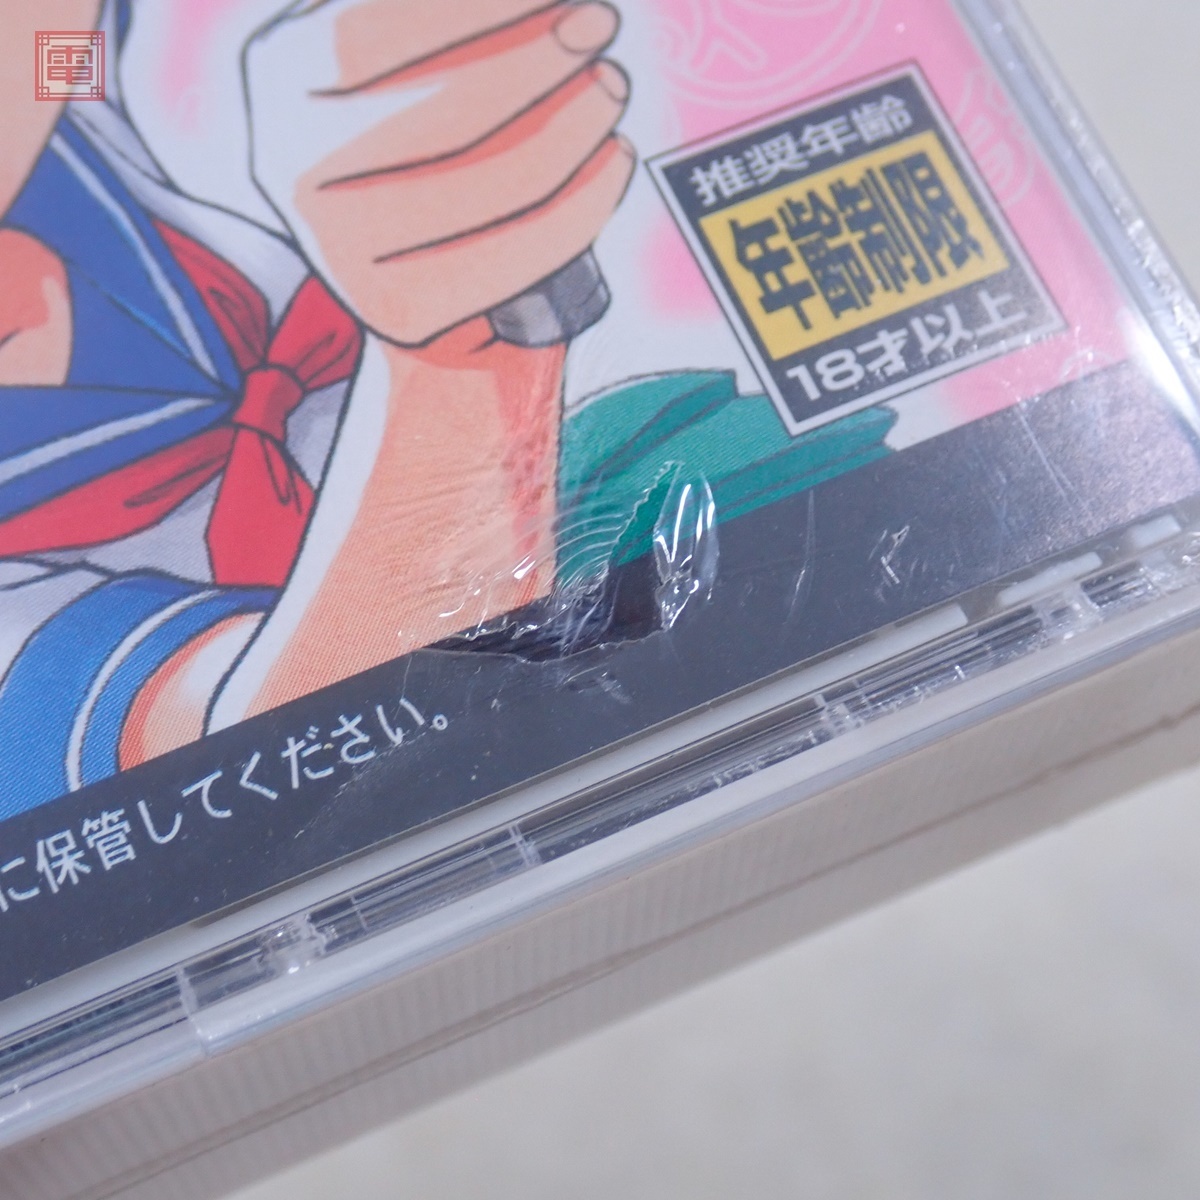 電
推奨年齢
年齢制限
18才以上
に保管してください。